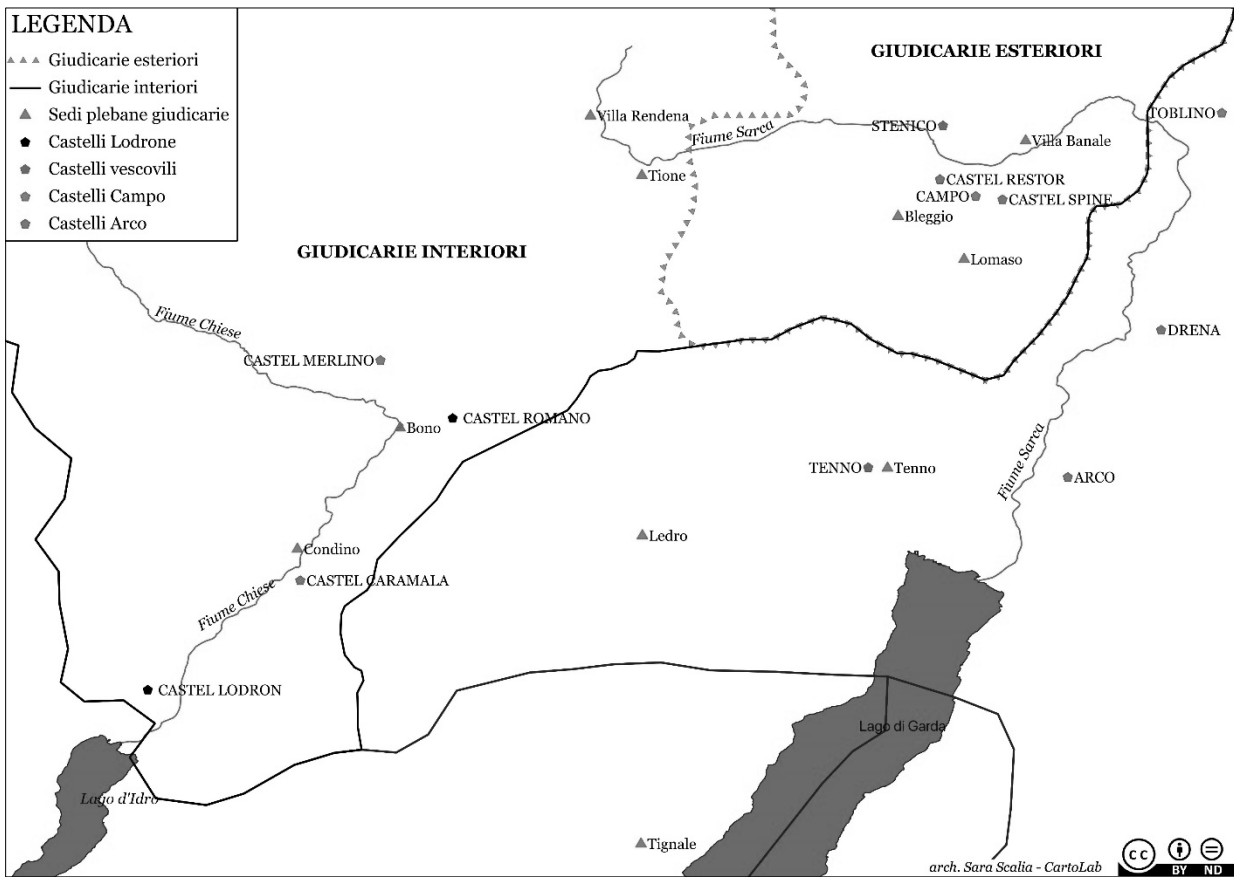 LEGENDA
Giudicarie esteriori
Giudicarie interiori
Sedi plebane giudicarie
Castelli Lodrone
Castelli vescovili
Castelli Campo
Castelli Arco
GIUDICARIE ESTERIORI
Villa Rendena
Fiume Sarca
STENICO
TOBLINO
Villa Banale
Tione
CASTEL RESTOR
CAMPO
CASTEL SPINE
Bleggio
GIUDICARIE INTERIORI
Lomaso
Fiume Chiese
DRENA
CASTEL MERLINO
CASTEL ROMANO
Bono
Fiume Sarca
TENNO
Tenno
ARCO
Ledro
Condino
CASTEL CARAMALA
Fiume Chiese
CASTEL LODRON
Lago di Garda
Lago d'Idro
Tignale
arch. Sara Scalia - CartoLab
cc
BY ND